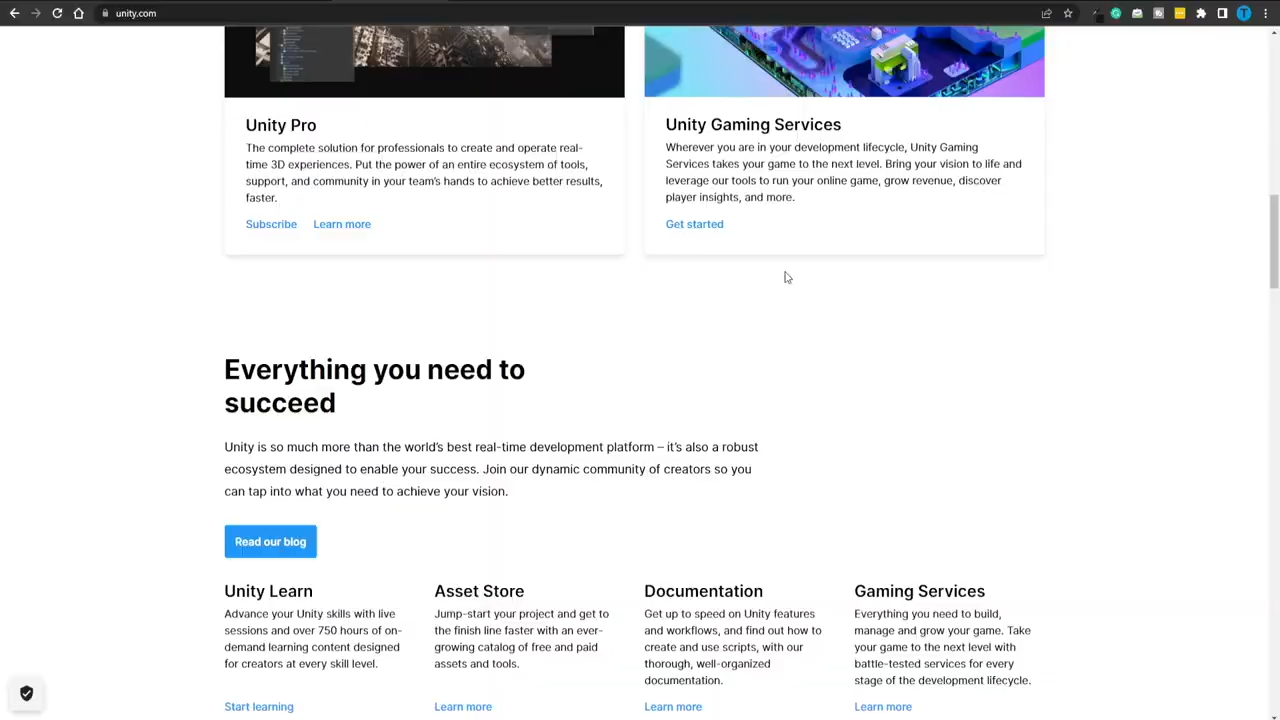 unity.com
T
Unity Pro
The complete solution for professionals to create and operate real-
time 3D experiences. Put the power of an entire ecosystem of tools,
support, and community in your team's hands to achieve better results,
faster.
Subscribe Learn more
Unity Gaming Services
Wherever you are in your development lifecycle, Unity Gaming
Services takes your game to the next level. Bring your vision to life and
leverage our tools to run your online game, grow revenue, discover
player insights, and more.
Get started
Everything you need to
succeed
Unity is so much more than the world's best real-time development platform – it's also a robust
ecosystem designed to enable your success. Join our dynamic community of creators so you
can tap into what you need to achieve your vision.
Read our blog
Unity Learn
Advance your Unity skills with live
sessions and over 750 hours of on-
demand learning content designed
for creators at every skill level.
Start learning
Asset Store
Jump-start your project and get to
the finish line faster with an ever-
growing catalog of free and paid
assets and tools.
Learn more
Documentation
Get up to speed on Unity features
and workflows, and find out how to
create and use scripts, with our
thorough, well-organized
documentation.
Learn more
Gaming Services
Everything you need to build,
manage and grow your game. Take
your game to the next level with
battle-tested services for every
stage of the development lifecycle.
Learn more